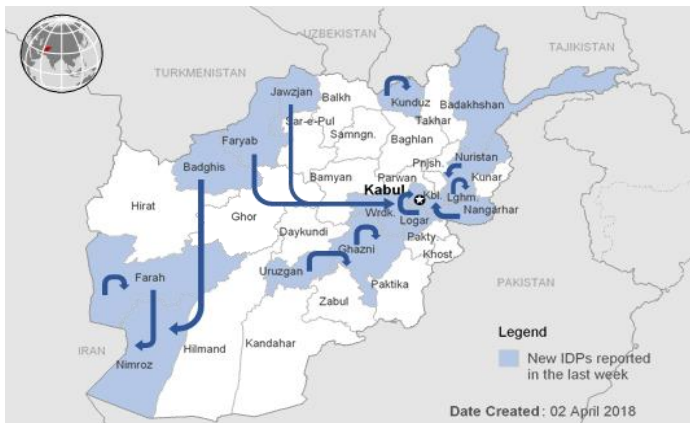 UZBEKISTAN
TAJIKISTAN
TURKMENISTAN
Jawzjan
Balkh
Kunduz
Badakhshan
Takhar
Sar-e-Pul
Samngn.
Baghlan
Faryab
Badghis
Pnjsh.
Nuristan
Bamyan
Parwan
Kunar
Kabul
Kbl.
Lghm.
Hirat
Ghor
Wrdk.
Nangarhar
Logar
Daykundi
Ghazni
Pakty.
Khost
Uruzgan
Farah
Paktika
PAKISTAN
Zabul
Legend
IRAN
Hilmand
Kandahar
Nimroz
New IDPs reported
in the last week
Date Created : 02 April 2018